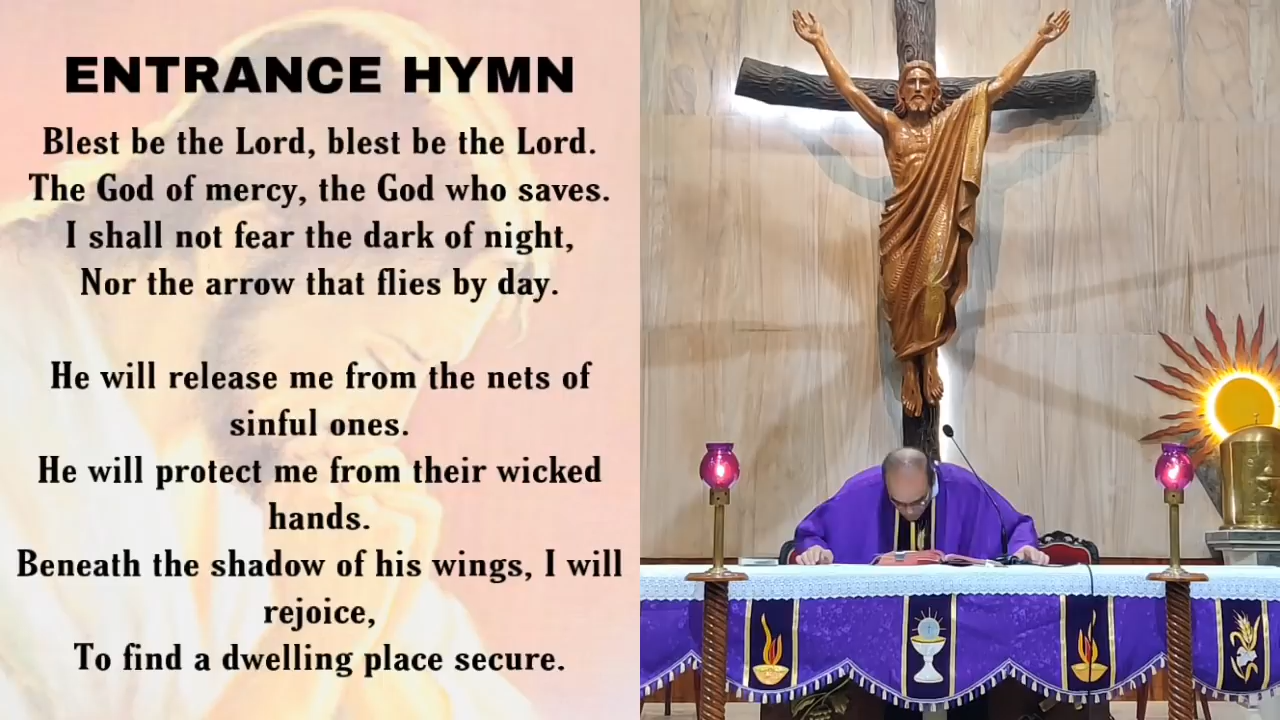 ENTRANCE HYMN
Blest be the Lord, blest be the Lord.
The God of mercy, the God who saves.
I shall not fear the dark of night,
Nor the arrow that flies by day.
He will release me from the nets of
sinful ones.
He will protect me from their wicked
hands.
Beneath the shadow of his wings, I will
rejoice,
To find a dwelling place secure.